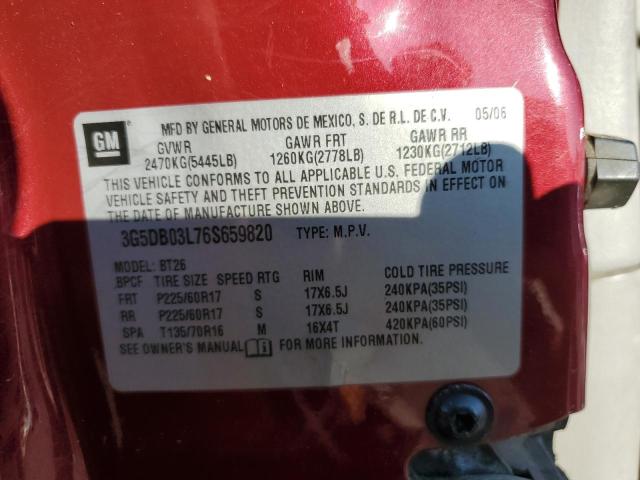 GM
MFD BY GENERAL MOTORS DE MEXICO, S. DE R.L. DE C.V. 05/06
GVWR GAWR FRT GAWR RR
2470KG(5445LB) 1260KG(2778LB) 1230KG(2712LB)
THIS VEHICLE CONFORMS TO ALL APPLICABLE U.S. FEDERAL MOTOR
VEHICLE SAFETY AND THEFT PREVENTION STANDARDS IN EFFECT ON
THE DATE OF MANUFACTURE SHOWN ABOVE.
3G5DB03L76S659820 TYPE: M.P.V.
MODEL: BT26
BPCF TIRE SIZE SPEED RTG RIM COLD TIRE PRESSURE
FRT P225/60R17 S 17X6.5J 240KPA(35PSI)
RR P225/60R17 S 17X6.5J 240KPA(35PSI)
SPA T135/70R16 M 16X4T 420KPA(60PSI)
SEE OWNER'S MANUAL FOR MORE INFORMATION.